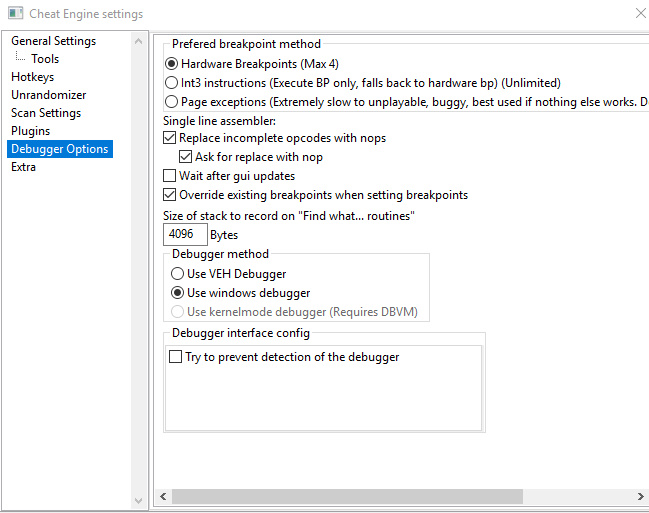 Cheat Engine settings
General Settings
Tools
Hotkeys
Unrandomizer
Scan Settings
Plugins
Debugger Options
Extra
Prefered breakpoint method
Hardware Breakpoints (Max 4)
Int3 instructions (Execute BP only, falls back to hardware bp) (Unlimited)
Page exceptions (Extremely slow to unplayable, buggy, best used if nothing else works. D
Single line assembler:
Replace incomplete opcodes with nops
Ask for replace with nop
Wait after gui updates
Override existing breakpoints when setting breakpoints
Size of stack to record on "Find what... routines"
4096 Bytes
Debugger method
Use VEH Debugger
Use windows debugger
Use kernelmode debugger (Requires DBVM)
Debugger interface config
Try to prevent detection of the debugger